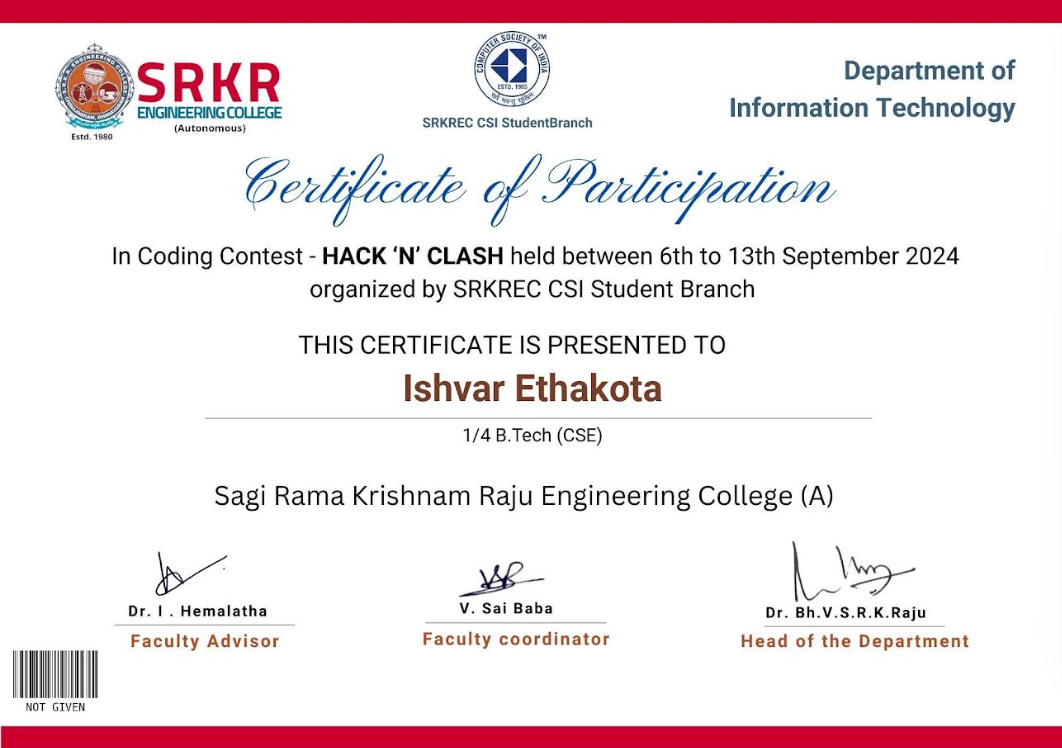 SRKR
ENGINEERING COLLEGE
(Autonomous)
Estd. 1980
COMPUTER SOCIETY OF INDIA
TM
ESTD. 1965
SRKREC CSI StudentBranch
Department of
Information Technology
Certificate of Participation
In Coding Contest - HACK ‘N’ CLASH held between 6th to 13th September 2024
organized by SRKREC CSI Student Branch
THIS CERTIFICATE IS PRESENTED TO
Ishvar Ethakota
1/4 B.Tech (CSE)
Sagi Rama Krishnam Raju Engineering College (A)
Dr. I . Hemalatha
Faculty Advisor
V. Sai Baba
Faculty coordinator
Dr. Bh.V.S.R.K.Raju
Head of the Department
NOT GIVEN